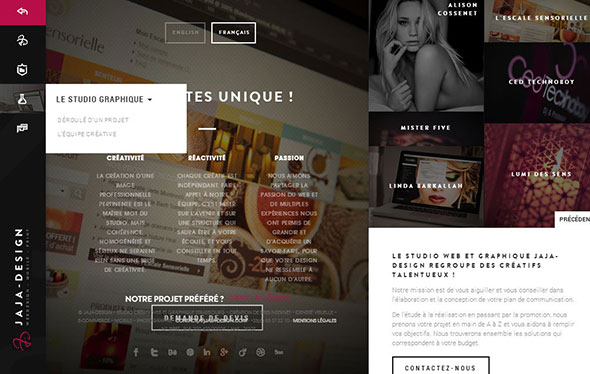 ENGLISH
FRANÇAIS
LE STUDIO GRAPHIQUE
DÉROULÉ D'UN PROJET
L'ÉQUIPE CRÉATIVE
TES UNIQUE !
CRÉATIVITÉ
LA CRÉATION D'UNE
IMAGE
PROFESSIONNELLE
PERTINENTE EST LE
MAÎTRE MOT DU
STUDIO. MAIS
COHÉRENCE,
HOMOGÉNÉITÉ ET
SÉRIEUX NE SERAIENT
RIEN SANS UNE PRISE
DE CRÉATIVITÉ.
RÉACTIVITÉ
CHAQUE CRÉATIF EST
INDÉPENDANT. FAIRE
APPEL À NOTRE
ÉQUIPE, C'EST MISER
SUR L'AVENIR ET SUR
UNE STRUCTURE QUI
SAURA ÊTRE À VOTRE
ÉCOUTE, ET VOUS
CONSEILLER EN TOUT
TEMPS.
PASSION
NOUS AIMONS
PARTAGER LA
PASSION DU WEB ET
DE MULTIPLES
EXPÉRIENCES NOUS
ONT PERMIS DE
GRANDIR ET
D'ACQUÉRIR UN
SAVOIR-FAIRE, POUR
QUE VOTRE DESIGN
NE RESSEMBLE À
AUCUN D'AUTRE.
NOTRE PROJET PRÉFÉRÉ ?
DEMANDE DE DEVIS
MENTIONS LÉGALES
JAJA-DESIGN
ALISON
COSSENET
L'ESCALE SENSORIELLE
CED TECHNOBOY
MISTER FIVE
LINDA BARKALLAH
LUMI DES SENS
PRÉCÉDEN
LE STUDIO WEB ET GRAPHIQUE JAJA-
DESIGN REGROUPE DES CRÉATIFS
TALENTUEUX !
Notre mission est de vous aiguiller et vous conseiller dans
l'élaboration et la conception de votre plan de communication.
De l'étude à la réalisation en passant par la promotion, nous
prenons votre projet en main de A à Z et vous aidons à remplir
vos objectifs. Nous trouverons ensemble les solutions qui
correspondent à votre budget.
CONTACTEZ-NOUS